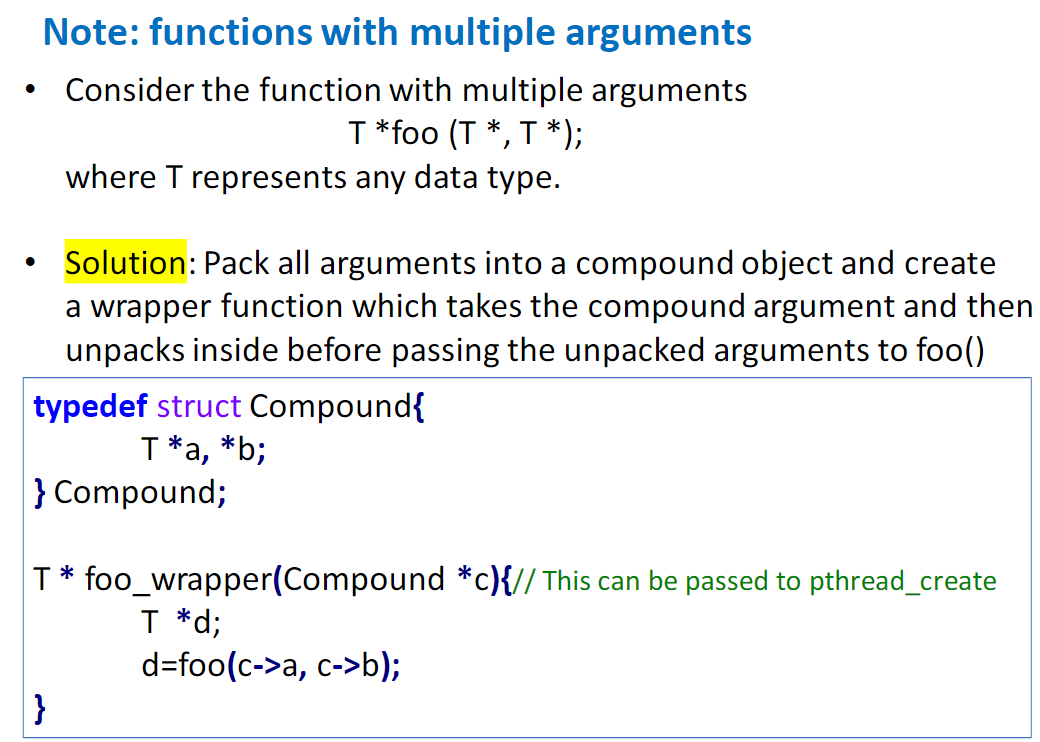 Note: functions with multiple arguments
• Consider the function with multiple arguments
T *foo (T *, T *);
where T represents any data type.
• Solution: Pack all arguments into a compound object and create
a wrapper function which takes the compound argument and then
unpacks inside before passing the unpacked arguments to foo()
typedef struct Compound{
T *a, *b;
} Compound;
T * foo_wrapper(Compound *c){// This can be passed to pthread_create
T *d;
d=foo(c->a, c->b);
}